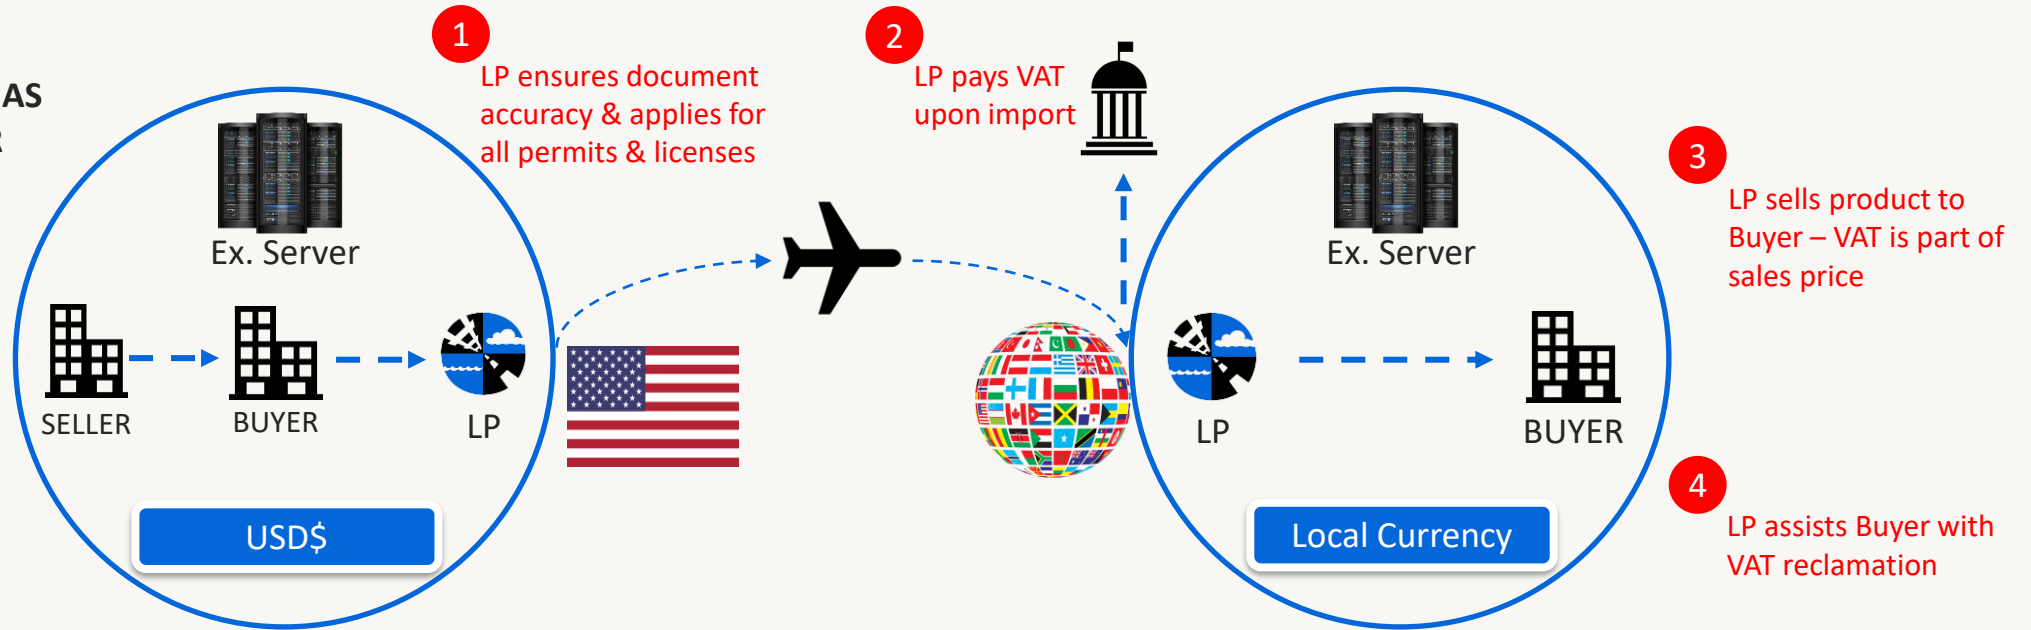 AS
R
1
LP ensures document
accuracy & applies for
all permits & licenses
2
LP pays VAT
upon import
Ex. Server
SELLER
BUYER
LP
USD$
Ex. Server
LP
BUYER
Local Currency
3
LP sells product to
Buyer – VAT is part of
sales price
4
LP assists Buyer with
VAT reclamation